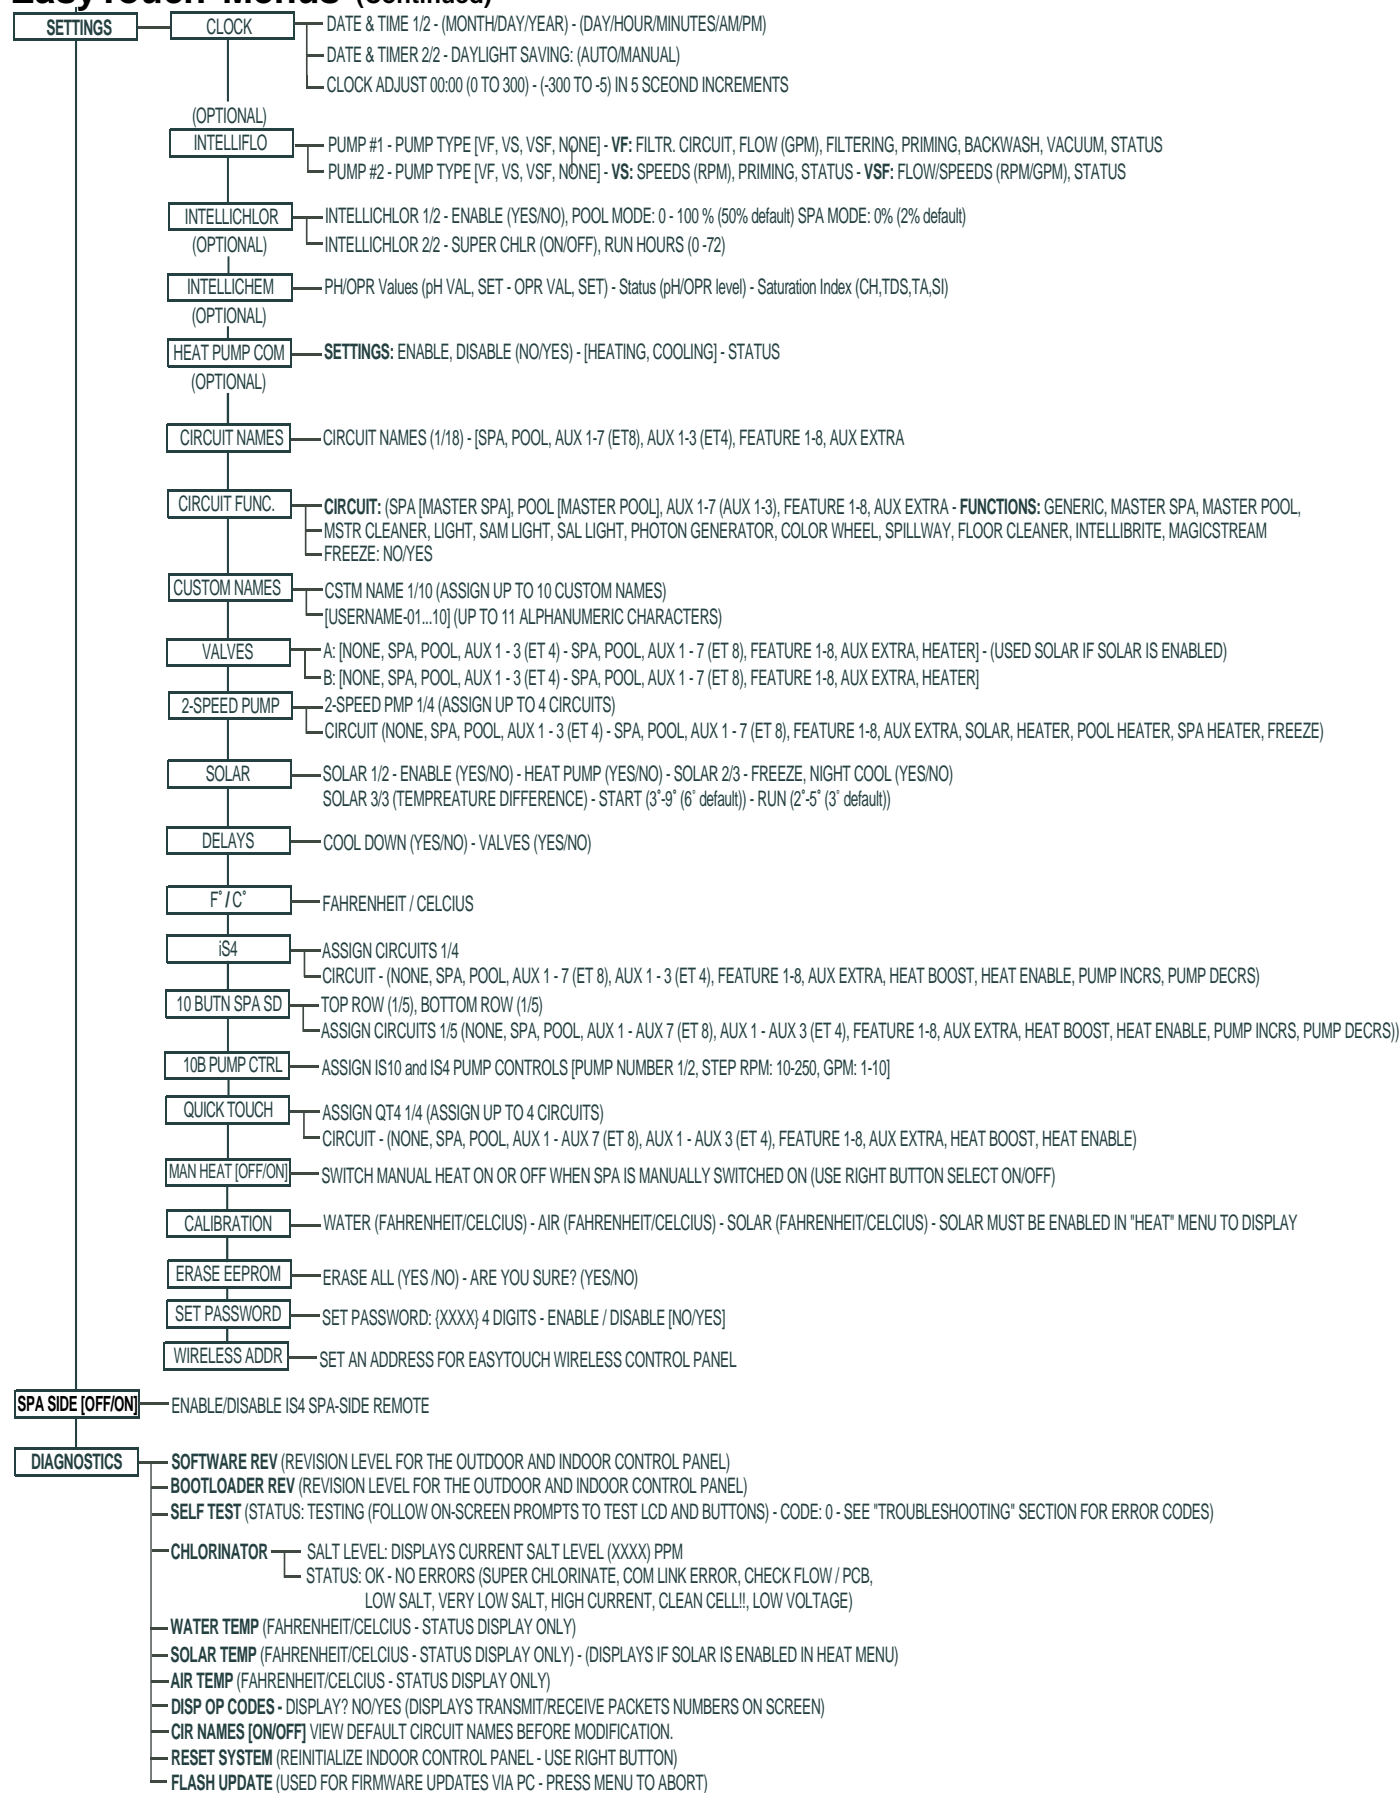 EasyTouch Menus (Continued)
SETTINGS
CLOCK
DATE & TIME 1/2 - (MONTH/DAY/YEAR) - (DAY/HOUR/MINUTES/AM/PM)
DATE & TIMER 2/2 - DAYLIGHT SAVING: (AUTO/MANUAL)
CLOCK ADJUST 00:00 (0 TO 300) - (-300 TO -5) IN 5 SCEOND INCREMENTS
(OPTIONAL)
INTELLIFLO
PUMP #1 - PUMP TYPE [VF, VS, VSF, NONE] - VF: FILTR. CIRCUIT, FLOW (GPM), FILTERING, PRIMING, BACKWASH, VACUUM, STATUS
PUMP #2 - PUMP TYPE [VF, VS, VSF, NONE] - VS: SPEEDS (RPM), PRIMING, STATUS - VSF: FLOW/SPEEDS (RPM/GPM), STATUS
INTELLICHLOR
INTELLICHLOR 1/2 - ENABLE (YES/NO), POOL MODE: 0 - 100 % (50% default) SPA MODE: 0% (2% default)
(OPTIONAL)
INTELLICHLOR 2/2 - SUPER CHLR (ON/OFF), RUN HOURS (0 -72)
INTELLICHEM
PH/OPR Values (pH VAL, SET - OPR VAL, SET) - Status (pH/OPR level) - Saturation Index (CH,TDS,TA,SI)
(OPTIONAL)
HEAT PUMP COM
SETTINGS: ENABLE, DISABLE (NO/YES) - [HEATING, COOLING] - STATUS
(OPTIONAL)
CIRCUIT NAMES
CIRCUIT NAMES (1/18) - [SPA, POOL, AUX 1-7 (ET8), AUX 1-3 (ET4), FEATURE 1-8, AUX EXTRA
CIRCUIT FUNC.
CIRCUIT: (SPA [MASTER SPA], POOL [MASTER POOL], AUX 1-7 (AUX 1-3), FEATURE 1-8, AUX EXTRA - FUNCTIONS: GENERIC, MASTER SPA, MASTER POOL,
MSTR CLEANER, LIGHT, SAM LIGHT, SAL LIGHT, PHOTON GENERATOR, COLOR WHEEL, SPILLWAY, FLOOR CLEANER, INTELLIBRITE, MAGICSTREAM
FREEZE: NO/YES
CUSTOM NAMES
CSTM NAME 1/10 (ASSIGN UP TO 10 CUSTOM NAMES)
[USERNAME-01...10] (UP TO 11 ALPHANUMERIC CHARACTERS)
VALVES
A: [NONE, SPA, POOL, AUX 1 - 3 (ET 4) - SPA, POOL, AUX 1 - 7 (ET 8), FEATURE 1-8, AUX EXTRA, HEATER] - (USED SOLAR IF SOLAR IS ENABLED)
B: [NONE, SPA, POOL, AUX 1 - 3 (ET 4) - SPA, POOL, AUX 1 - 7 (ET 8), FEATURE 1-8, AUX EXTRA, HEATER]
2-SPEED PUMP
2-SPEED PMP 1/4 (ASSIGN UP TO 4 CIRCUITS)
CIRCUIT (NONE, SPA, POOL, AUX 1 - 3 (ET 4) - SPA, POOL, AUX 1 - 7 (ET 8), FEATURE 1-8, AUX EXTRA, SOLAR, HEATER, POOL HEATER, SPA HEATER, FREEZE)
SOLAR
SOLAR 1/2 - ENABLE (YES/NO) - HEAT PUMP (YES/NO) - SOLAR 2/3 - FREEZE, NIGHT COOL (YES/NO)
SOLAR 3/3 (TEMPREATURE DIFFERENCE) - START (3˚-9˚ (6˚ default)) - RUN (2˚-5˚ (3˚ default))
DELAYS
COOL DOWN (YES/NO) - VALVES (YES/NO)
F˚ / C˚
FAHRENHEIT / CELCIUS
iS4
ASSIGN CIRCUITS 1/4
CIRCUIT - (NONE, SPA, POOL, AUX 1 - 7 (ET 8), AUX 1 - 3 (ET 4), FEATURE 1-8, AUX EXTRA, HEAT BOOST, HEAT ENABLE, PUMP INCRS, PUMP DECRS)
10 BUTN SPA SD
TOP ROW (1/5), BOTTOM ROW (1/5)
ASSIGN CIRCUITS 1/5 (NONE, SPA, POOL, AUX 1 - AUX 7 (ET 8), AUX 1 - AUX 3 (ET 4), FEATURE 1-8, AUX EXTRA, HEAT BOOST, HEAT ENABLE, PUMP INCRS, PUMP DECRS))
10B PUMP CTRL
ASSIGN IS10 and IS4 PUMP CONTROLS [PUMP NUMBER 1/2, STEP RPM: 10-250, GPM: 1-10]
QUICK TOUCH
ASSIGN QT4 1/4 (ASSIGN UP TO 4 CIRCUITS)
CIRCUIT - (NONE, SPA, POOL, AUX 1 - AUX 7 (ET 8), AUX 1 - AUX 3 (ET 4), FEATURE 1-8, AUX EXTRA, HEAT BOOST, HEAT ENABLE)
MAN HEAT [OFF/ON]
SWITCH MANUAL HEAT ON OR OFF WHEN SPA IS MANUALLY SWITCHED ON (USE RIGHT BUTTON SELECT ON/OFF)
CALIBRATION
WATER (FAHRENHEIT/CELCIUS) - AIR (FAHRENHEIT/CELCIUS) - SOLAR (FAHRENHEIT/CELCIUS) - SOLAR MUST BE ENABLED IN "HEAT" MENU TO DISPLAY
ERASE EEPROM
ERASE ALL (YES /NO) - ARE YOU SURE? (YES/NO)
SET PASSWORD
SET PASSWORD: {XXXX} 4 DIGITS - ENABLE / DISABLE [NO/YES]
WIRELESS ADDR
SET AN ADDRESS FOR EASYTOUCH WIRELESS CONTROL PANEL
SPA SIDE [OFF/ON]
ENABLE/DISABLE IS4 SPA-SIDE REMOTE
DIAGNOSTICS
SOFTWARE REV (REVISION LEVEL FOR THE OUTDOOR AND INDOOR CONTROL PANEL)
BOOTLOADER REV (REVISION LEVEL FOR THE OUTDOOR AND INDOOR CONTROL PANEL)
SELF TEST (STATUS: TESTING (FOLLOW ON-SCREEN PROMPTS TO TEST LCD AND BUTTONS) - CODE: 0 - SEE "TROUBLESHOOTING" SECTION FOR ERROR CODES)
CHLORINATOR
SALT LEVEL: DISPLAYS CURRENT SALT LEVEL (XXXX) PPM
STATUS: OK - NO ERRORS (SUPER CHLORINATE, COM LINK ERROR, CHECK FLOW / PCB,
LOW SALT, VERY LOW SALT, HIGH CURRENT, CLEAN CELL!!, LOW VOLTAGE)
WATER TEMP (FAHRENHEIT/CELCIUS - STATUS DISPLAY ONLY)
SOLAR TEMP (FAHRENHEIT/CELCIUS - STATUS DISPLAY ONLY) - (DISPLAYS IF SOLAR IS ENABLED IN HEAT MENU)
AIR TEMP (FAHRENHEIT/CELCIUS - STATUS DISPLAY ONLY)
DISP OP CODES - DISPLAY? NO/YES (DISPLAYS TRANSMIT/RECEIVE PACKETS NUMBERS ON SCREEN)
CIR NAMES [ON/OFF] VIEW DEFAULT CIRCUIT NAMES BEFORE MODIFICATION.
RESET SYSTEM (REINITIALIZE INDOOR CONTROL PANEL - USE RIGHT BUTTON)
FLASH UPDATE (USED FOR FIRMWARE UPDATES VIA PC - PRESS MENU TO ABORT)